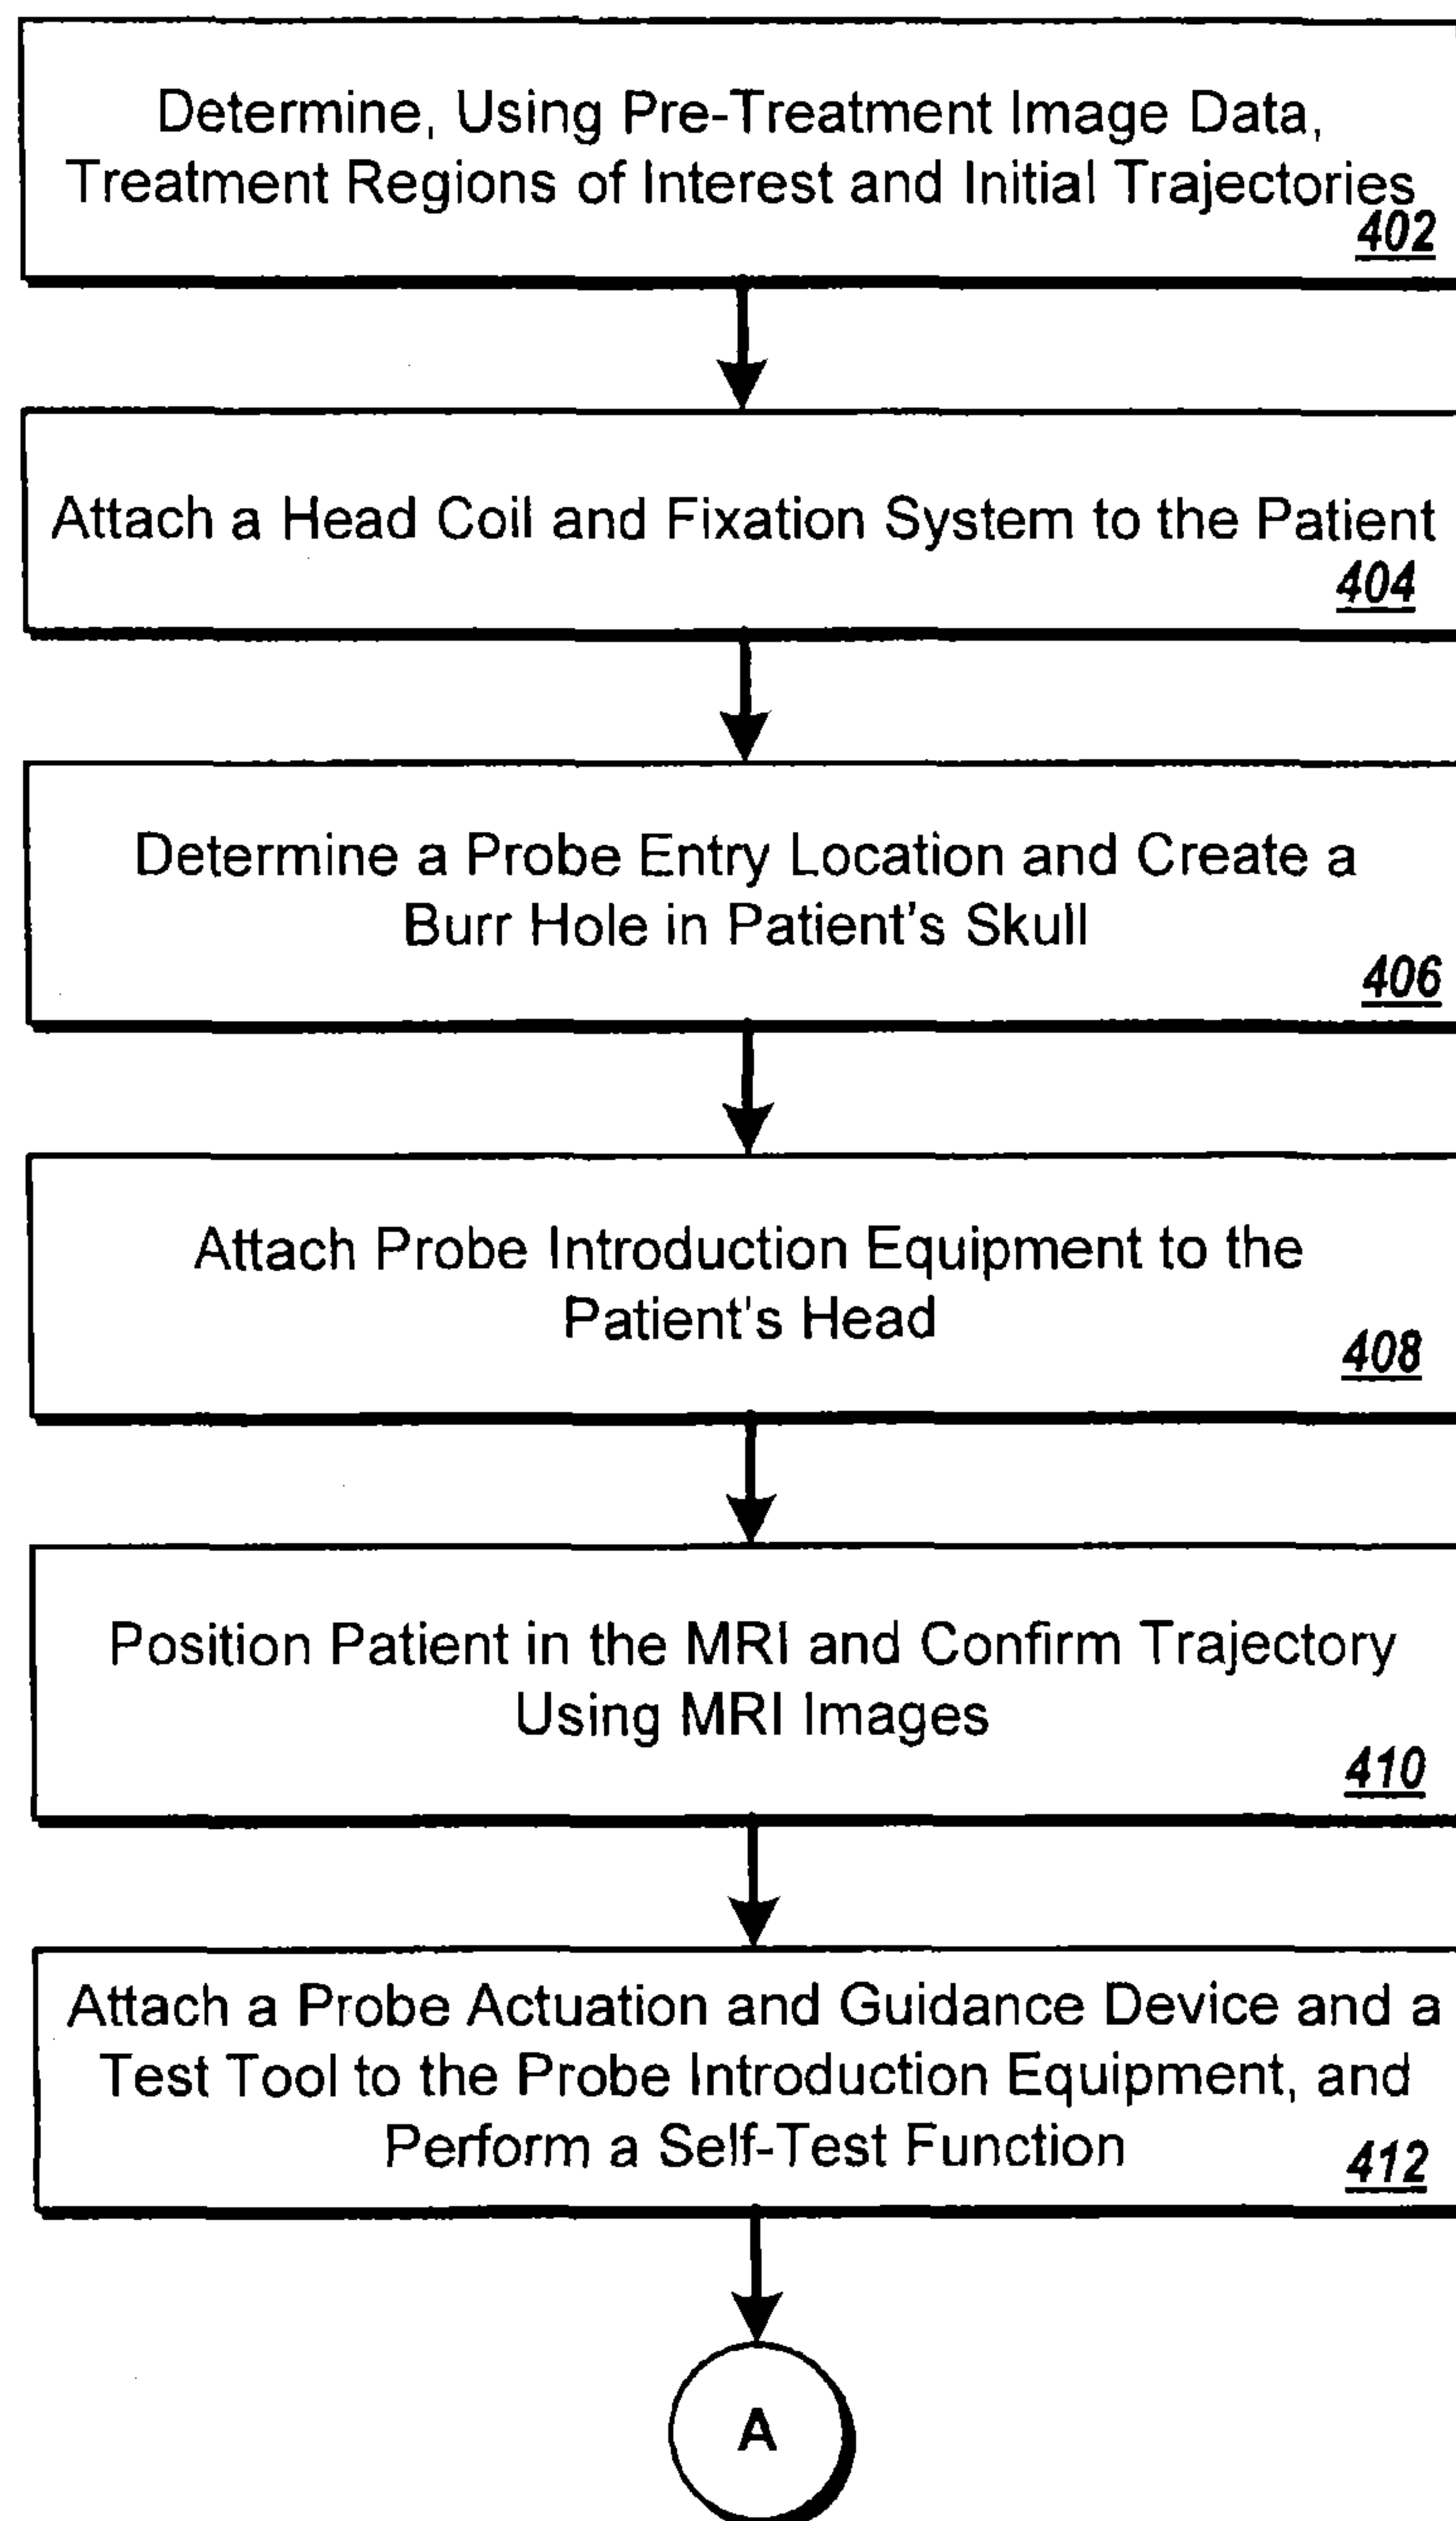 Determine, Using Pre-Treatment Image Data,
Treatment Regions of Interest and Initial Trajectories
402
Attach a Head Coil and Fixation System to the Patient
404
Determine a Probe Entry Location and Create a
Burr Hole in Patient's Skull
406
Attach Probe Introduction Equipment to the
Patient's Head
408
Position Patient in the MRI and Confirm Trajectory
Using MRI Images
410
Attach a Probe Actuation and Guidance Device and a
Test Tool to the Probe Introduction Equipment, and
Perform a Self-Test Function
412
A